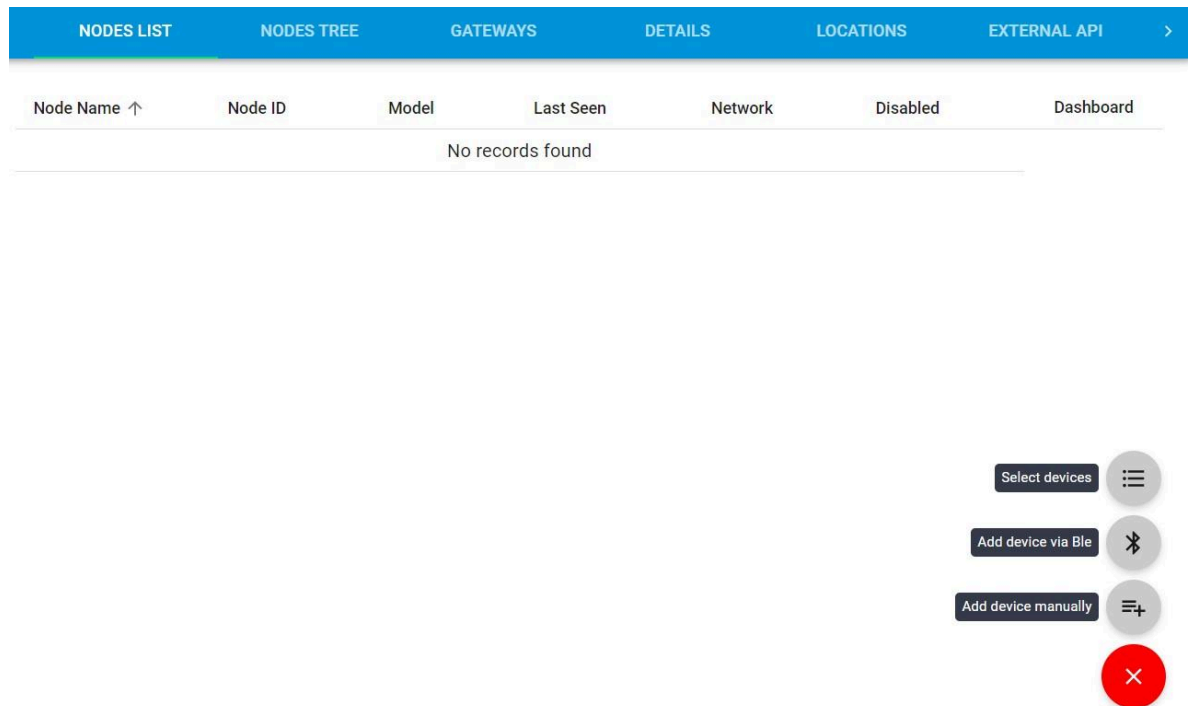 NODES LIST NODES TREE GATEWAYS DETAILS LOCATIONS EXTERNAL API
Node Name Node ID Model Last Seen Network Disabled Dashboard
No records found
Select devices
Add device via Ble
Add device manually